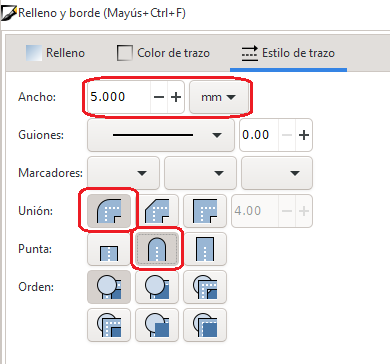 Relleno y borde (Mayús+Ctrl+F)
Relleno Color de trazo Estilo de trazo
Ancho: 5.000 − + mm
Guiones: 0.00 − +
Marcadores:
Unión: 4.00 − +
Punta:
Orden: